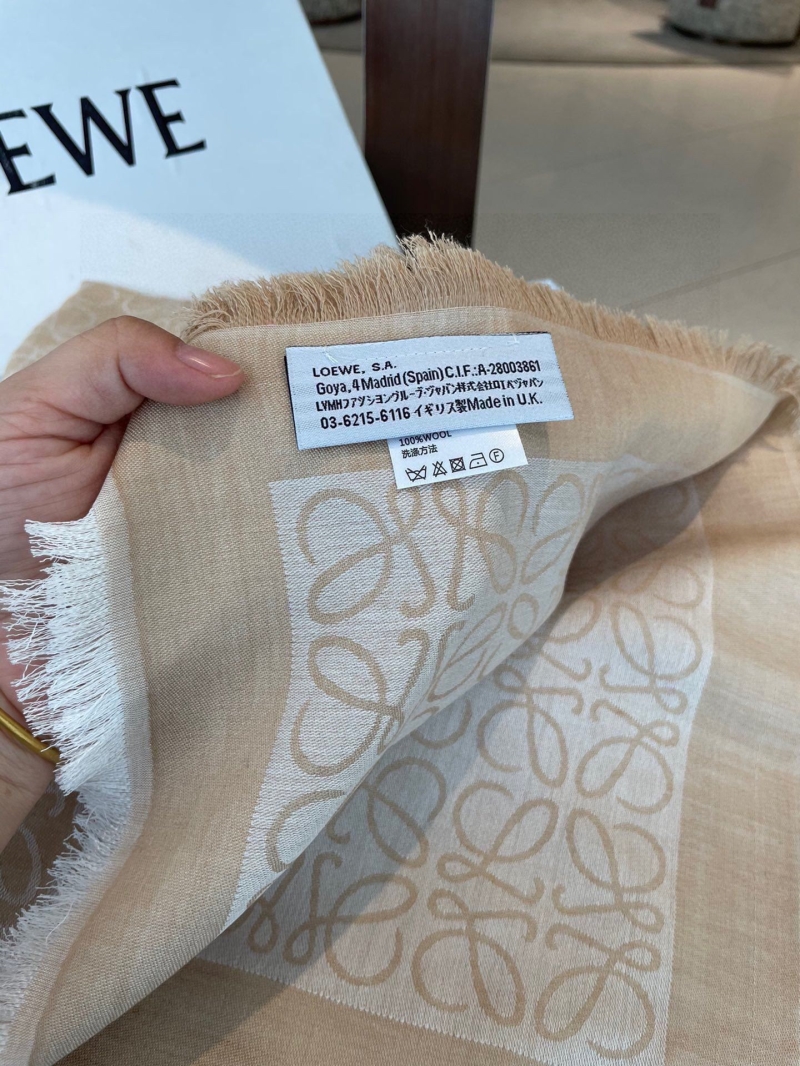 EWE
LOEWE, S.A.
Goya, 4 Madrid (Spain) C.I.F.:A-28003861
LVMHファッショングループ・ジャパン株式会社ロエベジャパン
03-6215-6116 イギリス製Made in U.K.
100%WOOL
洗涤方法
F